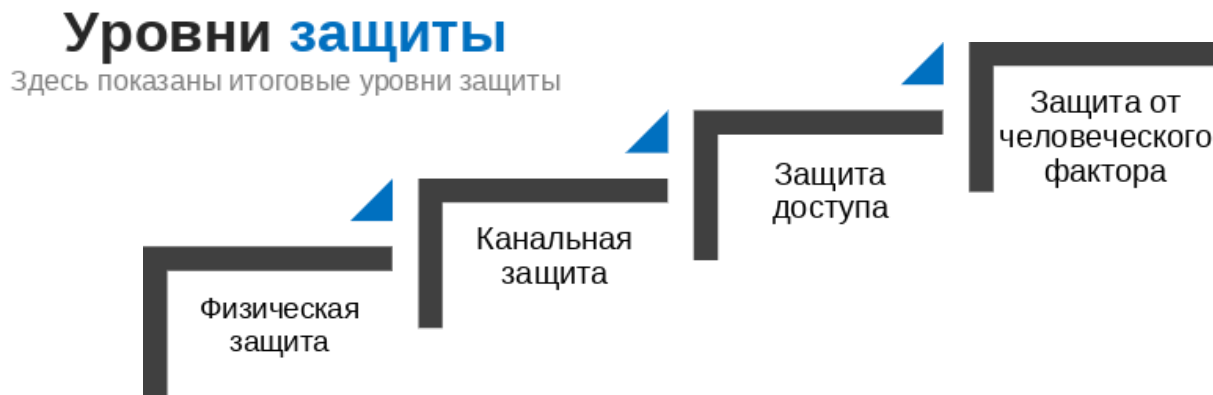 Уровни защиты
Здесь показаны итоговые уровни защиты
Физическая
защита
Канальная
защита
Защита
доступа
Защита от
человеческого
фактора